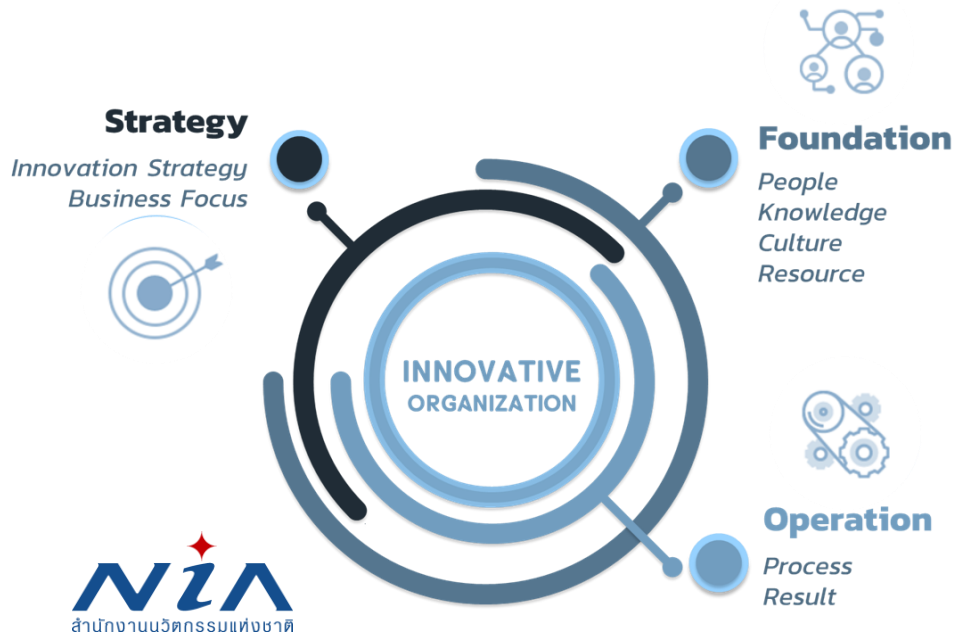 Strategy
Innovation Strategy
Business Focus
Foundation
People
Knowledge
Culture
Resource
INNOVATIVE
ORGANIZATION
Operation
Process
Result
NiA
สำนักงานนวัตกรรมแห่งชาติ